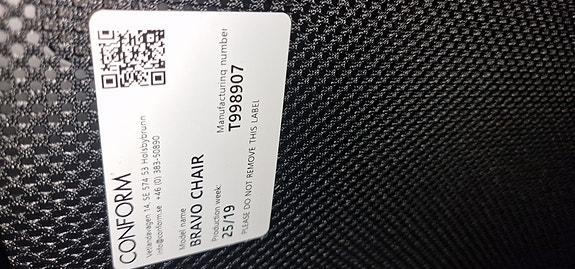 CONFORM
Vetlandavägen 14, SE 574 53 Holsbybrunn
info@conform.se +46 (0) 383-50890
Model name
BRAVO CHAIR
Production week:
25/19
Manufacturing number
T998907
PLEASE DO NOT REMOVE THIS LABEL